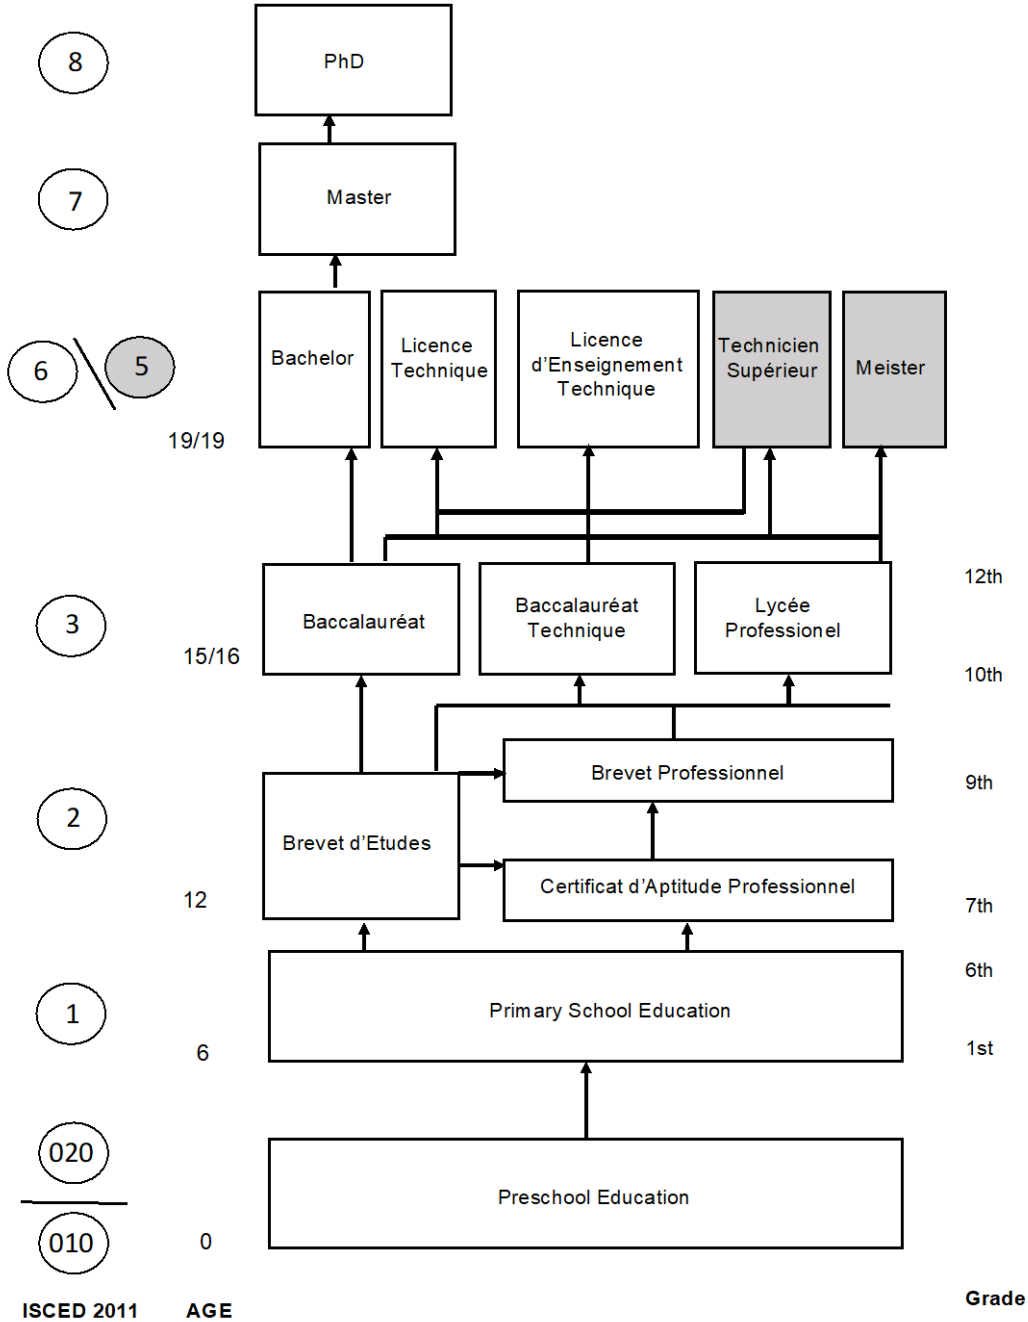 8
PhD
7
Master
6
5
Bachelor
Licence
Technique
Licence
d'Enseignement
Technique
Technicien
Supérieur
Meister
19/19
3
Baccalauréat
Baccalauréat
Technique
Lycée
Professionel
12th
15/16
10th
2
Brevet d'Etudes
Brevet Professionnel
9th
Certificat d'Aptitude Professionnel
12
7th
1
Primary School Education
6th
6
1st
020
010
Preschool Education
0
ISCED 2011
AGE
Grade